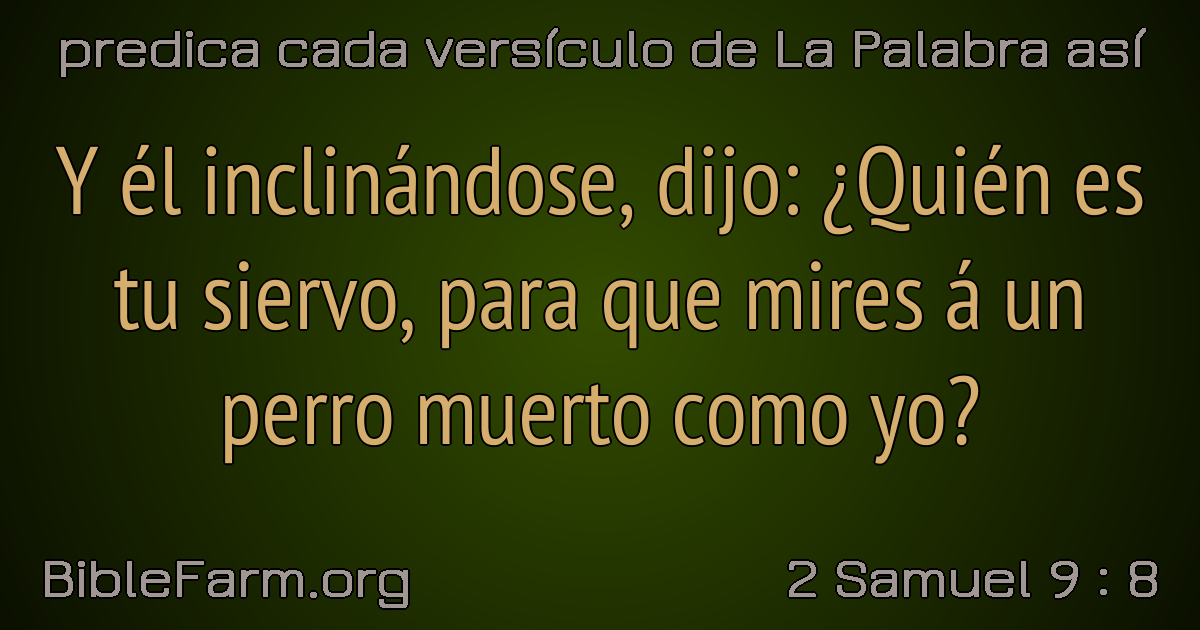 predica cada versículo de La Palabra así
Y él inclinándose, dijo: ¿Quién es
tu siervo, para que mires á un
perro muerto como yo?
BibleFarm.org
2 Samuel 9 : 8